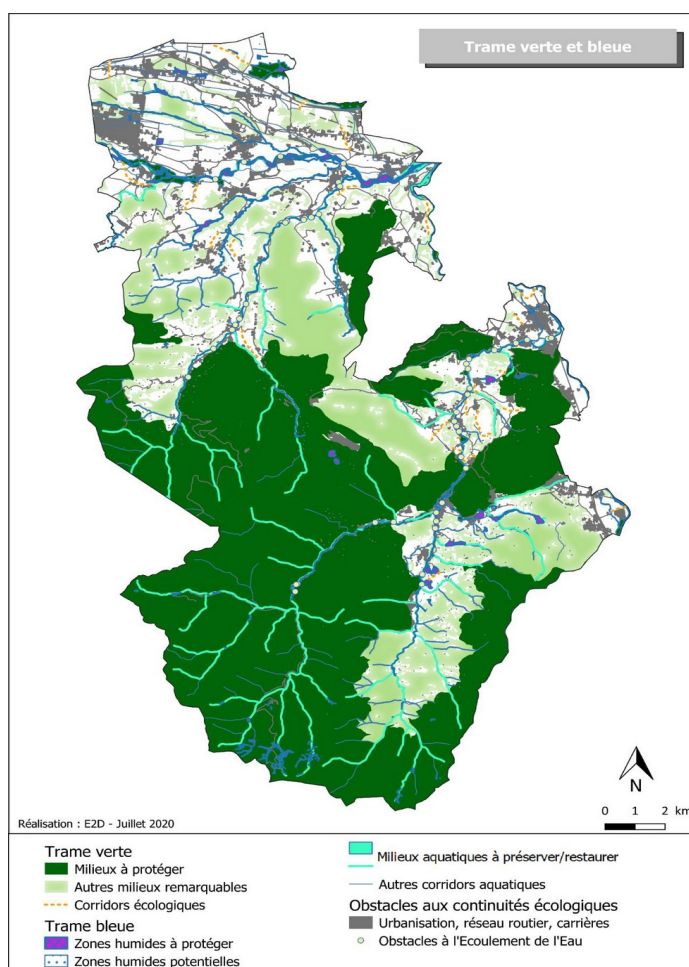 Trame verte et bleue
N
0 1 2 km
Réalisation : E2D - Juillet 2020
Trame verte
Milieux à protéger
Autres milieux remarquables
Corridors écologiques
Trame bleue
Zones humides à protéger
Zones humides potentielles
Milieux aquatiques à préserver/restaurer
Autres corridors aquatiques
Obstacles aux continuités écologiques
Urbanisation, réseau routier, carrières
Obstacles à l'Ecoulement de l'Eau